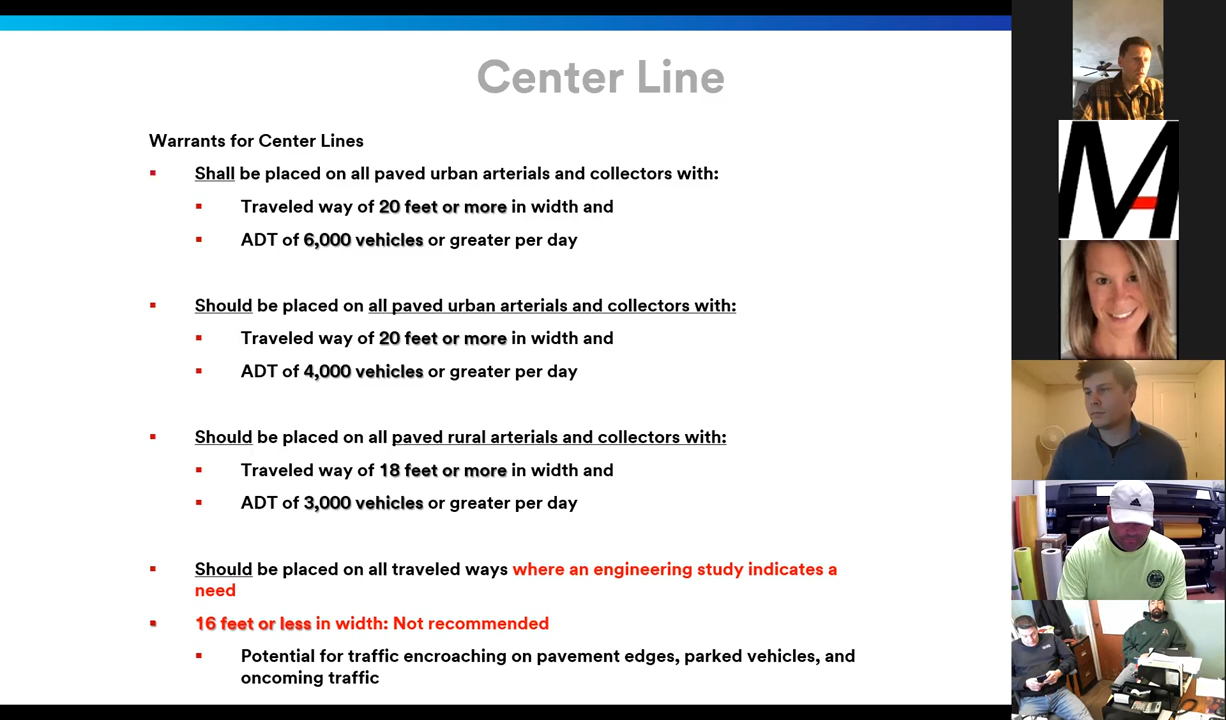 Center Line
Warrants for Center Lines
Shall be placed on all paved urban arterials and collectors with:
Traveled way of 20 feet or more in width and
ADT of 6,000 vehicles or greater per day
Should be placed on all paved urban arterials and collectors with:
Traveled way of 20 feet or more in width and
ADT of 4,000 vehicles or greater per day
Should be placed on all paved rural arterials and collectors with:
Traveled way of 18 feet or more in width and
ADT of 3,000 vehicles or greater per day
Should be placed on all traveled ways where an engineering study indicates a
need
16 feet or less in width: Not recommended
Potential for traffic encroaching on pavement edges, parked vehicles, and
oncoming traffic
MA